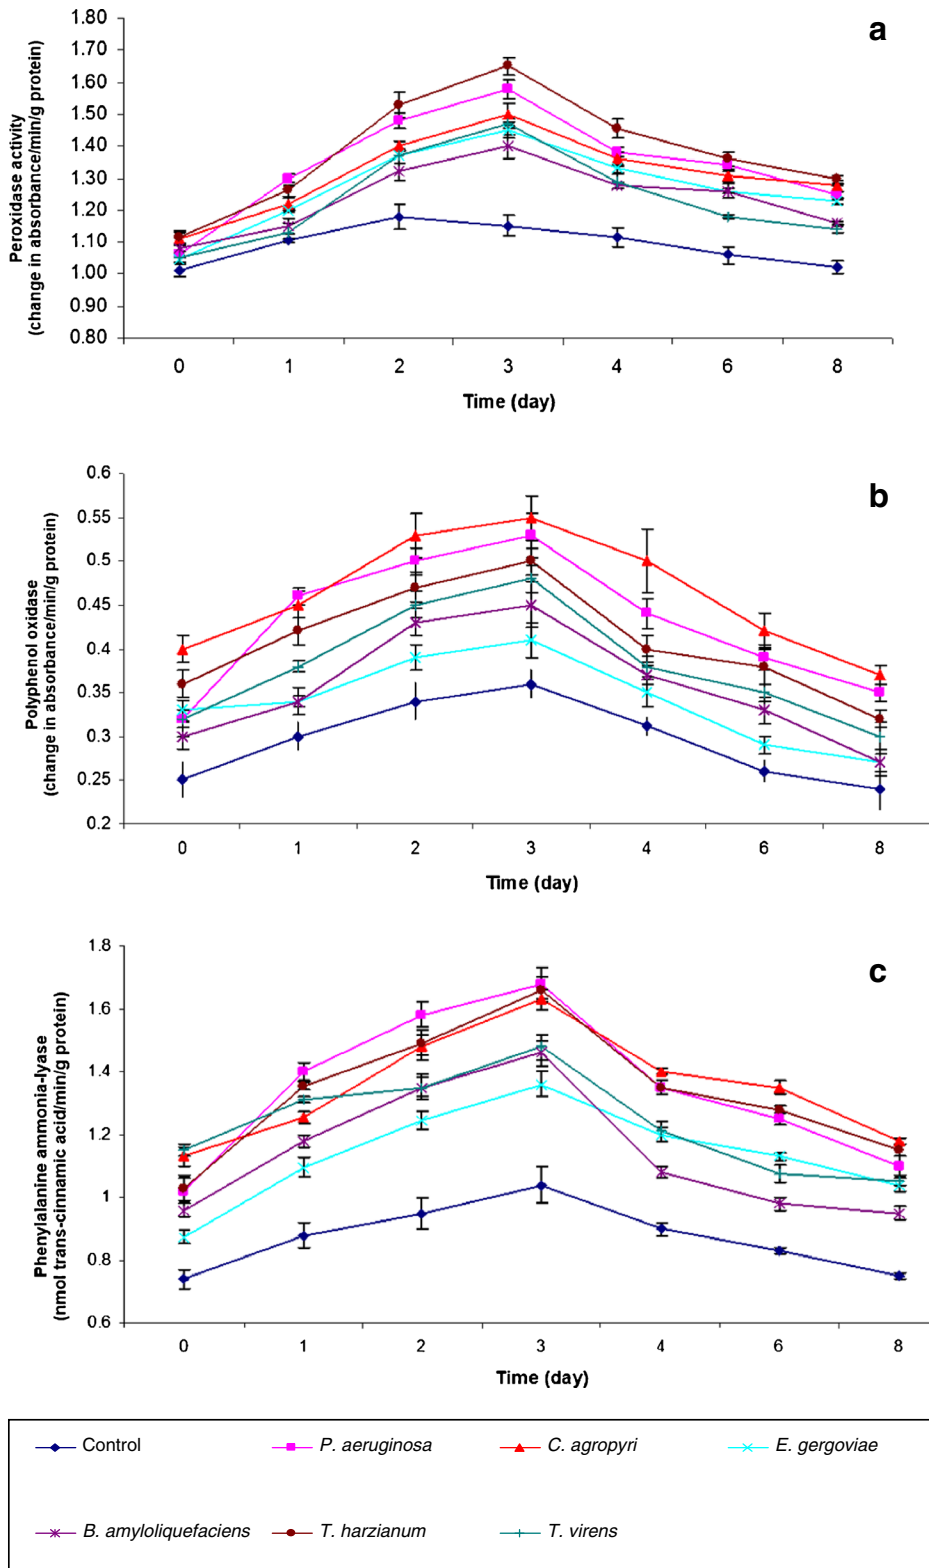 a
1.80
1.70
1.60
1.50
1.40
1.30
1.20
1.10
1.00
0.90
0.80
Peroxidase activity
(change in absorbance/min/g protein)
0 1 2 3 4 6 8
Time (day)
b
0.6
0.55
0.5
0.45
0.4
0.35
0.3
0.25
0.2
Polyphenol oxidase
(change in absorbance/min/g protein)
0 1 2 3 4 6 8
Time (day)
c
1.8
1.6
1.4
1.2
1
0.8
0.6
Phenylalanine ammonia-lyase
(nmol trans-cinnamic acid/min/g protein)
0 1 2 3 4 6 8
Time (day)
Control P. aeruginosa C. agropyri E. gergoviae
B. amyloliquefaciens T. harzianum T. virens